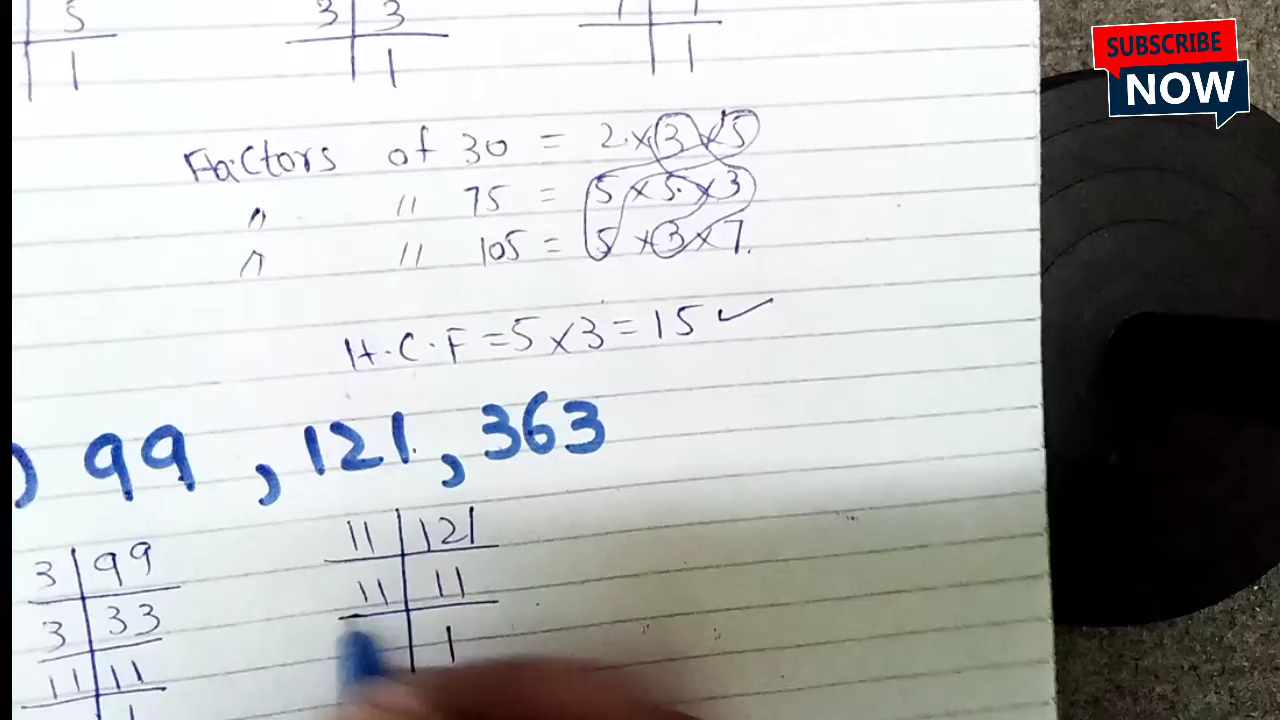 5
3 3
1 1 1
SUBSCRIBE
NOW
Factors of 30 = 2 × 3 × 5
" " 75 = 5 × 5 × 3
" " 105 = 5 × 3 × 7.
H.C.F = 5 × 3 = 15 ✓
) 99 , 121, 363
3 99
3 33
11 11
1
11 121
11 11
1